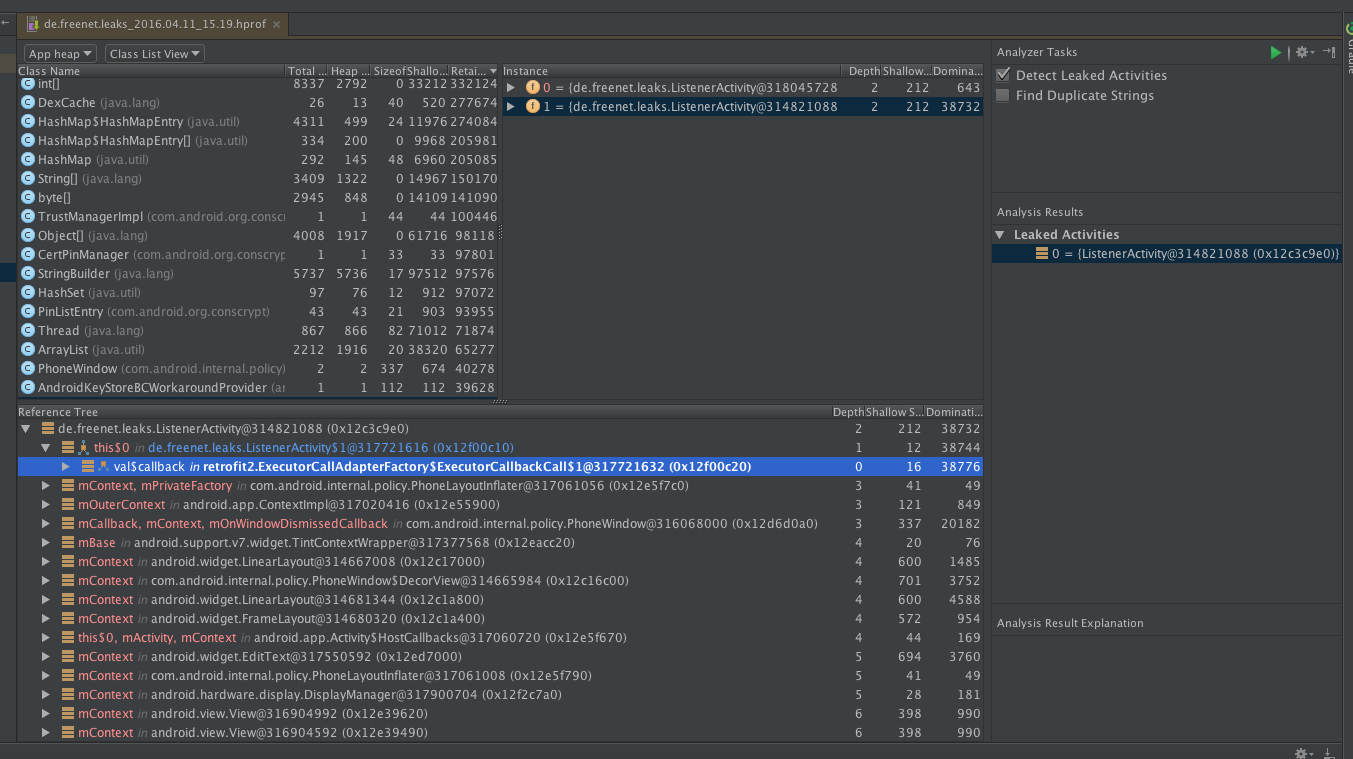 de.freenet.leaks_2016.04.11_15.19.hprof
App heap Class List View
Class Name Total ... Heap ... Sizeof Shallo... Retai...
int[] 8337 2792 0 33212 332124
DexCache (java.lang) 26 13 40 520 277674
HashMap$HashMapEntry (java.util) 4311 499 24 11976 274084
HashMap$HashMapEntry[] (java.util) 334 200 0 9968 205981
HashMap (java.util) 292 145 48 6960 205085
String[] (java.lang) 3409 1322 0 14967 150170
byte[] 2945 848 0 14109 141090
TrustManagerImpl (com.android.org.conscr 1 1 44 44 100446
Object[] (java.lang) 4008 1917 0 61716 98118
CertPinManager (com.android.org.conscryp 1 1 33 33 97801
StringBuilder (java.lang) 5737 5736 17 97512 97576
HashSet (java.util) 97 76 12 912 97072
PinListEntry (com.android.org.conscrypt) 43 43 21 903 93955
Thread (java.lang) 867 866 82 71012 71874
ArrayList (java.util) 2212 1916 20 38320 65277
PhoneWindow (com.android.internal.policy) 2 2 337 674 40278
AndroidKeyStoreBCWorkaroundProvider (ar 1 1 112 112 39628
Instance Depth Shallow... Domina...
0 = {de.freenet.leaks.ListenerActivity@318045728 2 212 643
1 = {de.freenet.leaks.ListenerActivity@314821088 2 212 38732
Analyzer Tasks
Detect Leaked Activities
Find Duplicate Strings
Analysis Results
Leaked Activities
0 = {ListenerActivity@314821088 (0x12c3c9e0)}
Analysis Result Explanation
Reference Tree Depth Shallow S... Dominati...
de.freenet.leaks.ListenerActivity@314821088 (0x12c3c9e0) 2 212 38732
this$0 in de.freenet.leaks.ListenerActivity$1@317721616 (0x12f00c10) 1 12 38744
val$callback in retrofit2.ExecutorCallAdapterFactory$ExecutorCallbackCall$1@317721632 (0x12f00c20) 0 16 38776
mContext, mPrivateFactory in com.android.internal.policy.PhoneLayoutInflater@317061056 (0x12e5f7c0) 3 41 49
mOuterContext in android.app.ContextImpl@317020416 (0x12e55900) 3 121 849
mCallback, mContext, mOnWindowDismissedCallback in com.android.internal.policy.PhoneWindow@316068000 (0x12d6d0a0) 3 337 20182
mBase in android.support.v7.widget.TintContextWrapper@317377568 (0x12eacc20) 4 20 76
mContext in android.widget.LinearLayout@314667008 (0x12c17000) 4 600 1485
mContext in com.android.internal.policy.PhoneWindow$DecorView@314665984 (0x12c16c00) 4 701 3752
mContext in android.widget.LinearLayout@314681344 (0x12c1a800) 4 600 4588
mContext in android.widget.FrameLayout@314680320 (0x12c1a400) 4 572 954
this$0, mActivity, mContext in android.app.Activity$HostCallbacks@317060720 (0x12e5f670) 4 44 169
mContext in android.widget.EditText@317550592 (0x12ed7000) 5 694 3760
mContext in com.android.internal.policy.PhoneLayoutInflater@317061008 (0x12e5f790) 5 41 49
mContext in android.hardware.display.DisplayManager@317900704 (0x12f2c7a0) 5 28 181
mContext in android.view.View@316904992 (0x12e39620) 6 398 990
mContext in android.view.View@316904592 (0x12e39490) 6 398 990